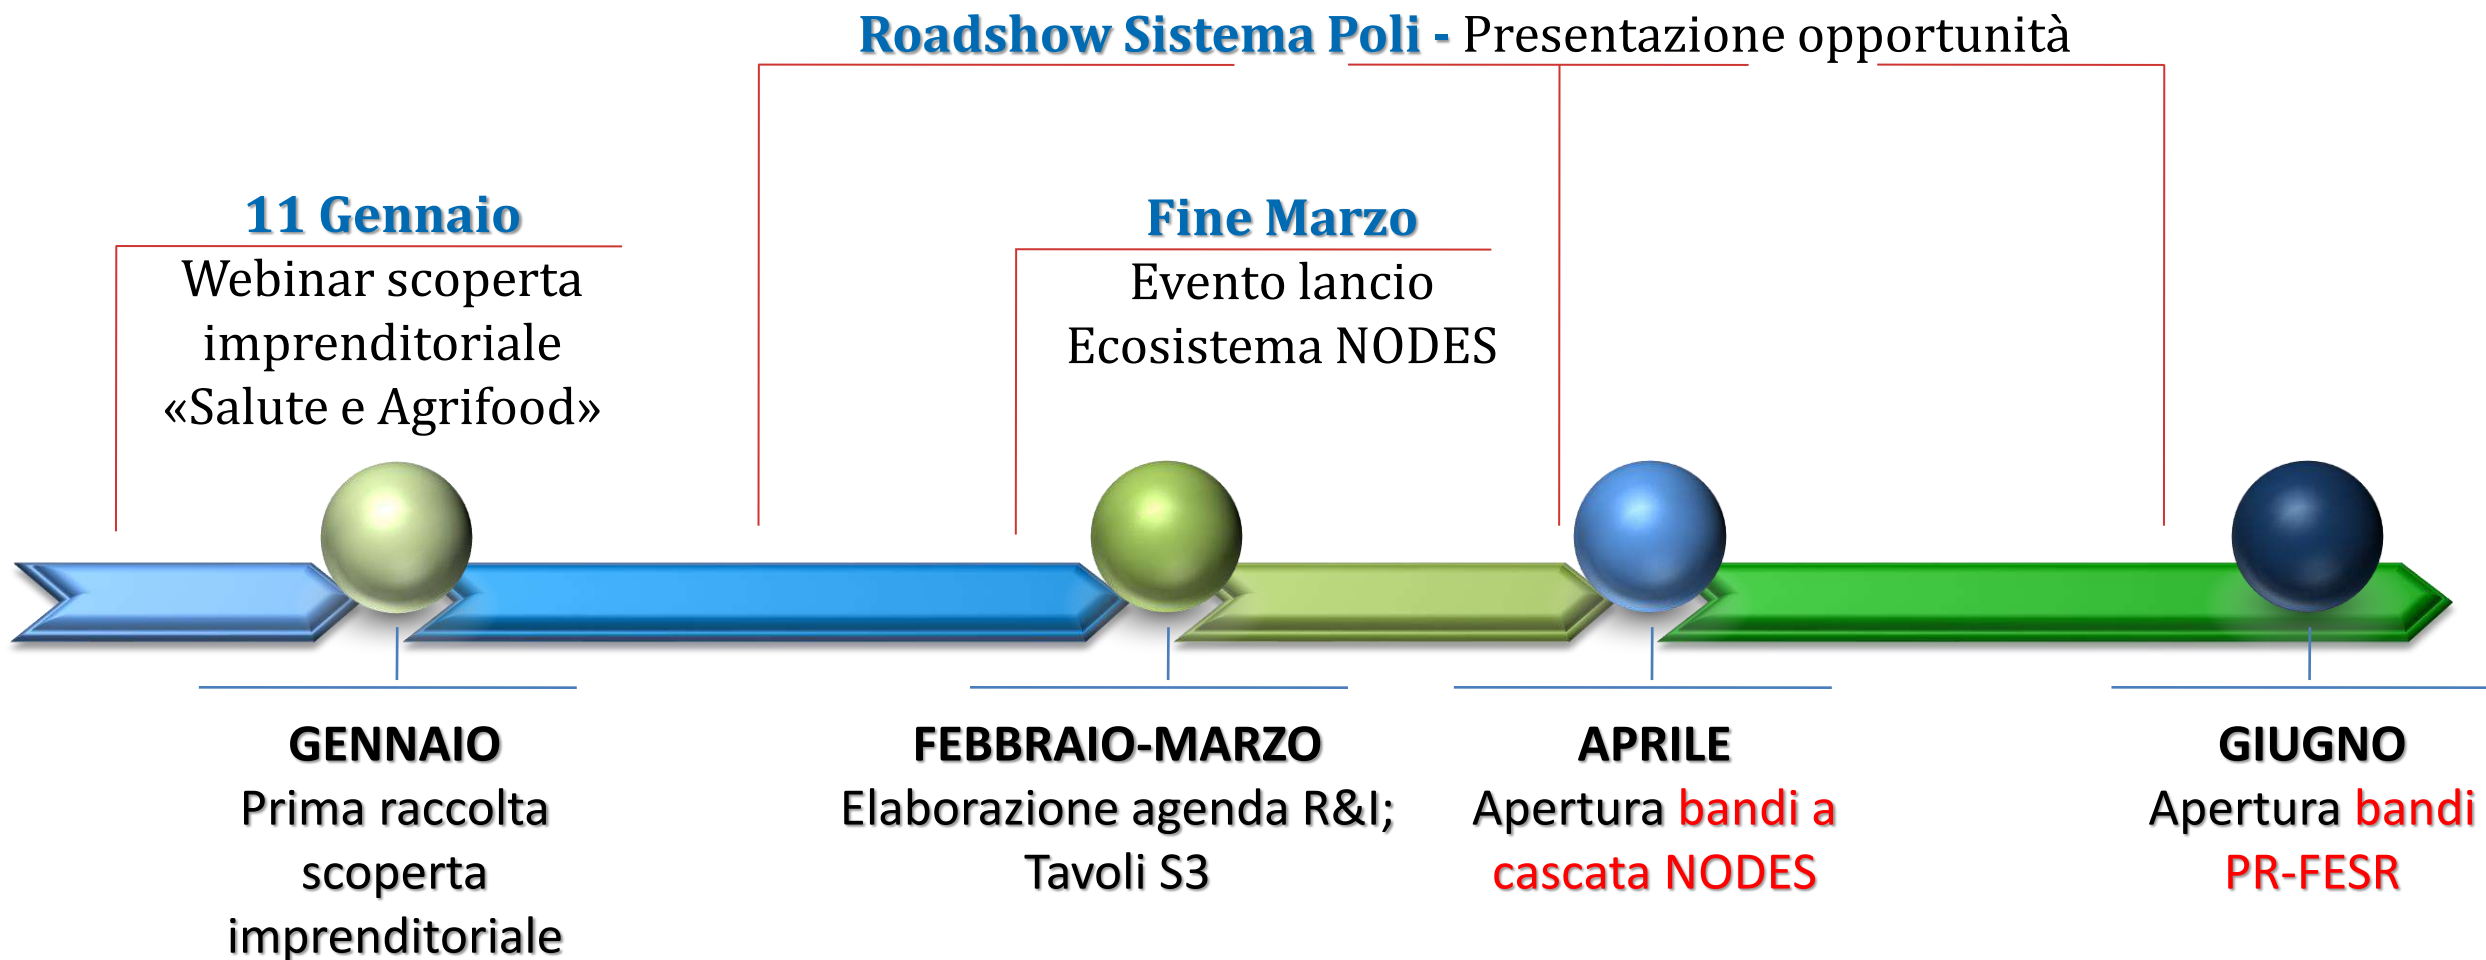 Roadshow Sistema Poli - Presentazione opportunità
11 Gennaio
Webinar scoperta
imprenditoriale
«Salute e Agrifood»
Fine Marzo
Evento lancio
Ecosistema NODES
GENNAIO
Prima raccolta
scoperta
imprenditoriale
FEBBRAIO-MARZO
Elaborazione agenda R&I;
Tavoli S3
APRILE
Apertura bandi a
cascata NODES
GIUGNO
Apertura bandi
PR-FESR